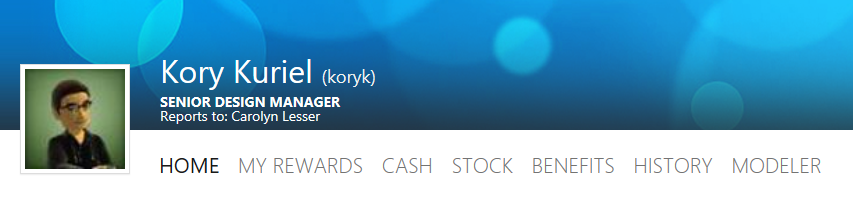 Kory Kuriel (koryk)
SENIOR DESIGN MANAGER
Reports to: Carolyn Lesser
HOME MY REWARDS CASH STOCK BENEFITS HISTORY MODELER